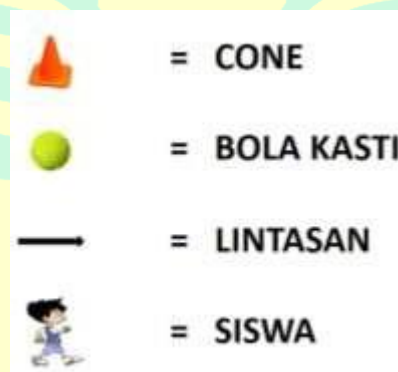 = CONE
= BOLA KASTI
= LINTASAN
= SISWA